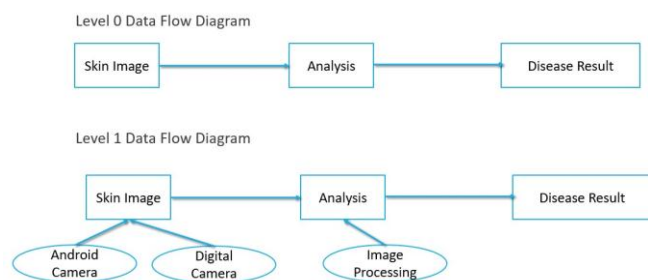 Level 0 Data Flow Diagram
Skin Image
Analysis
Disease Result
Level 1 Data Flow Diagram
Skin Image
Analysis
Disease Result
Android
Camera
Digital
Camera
Image
Processing